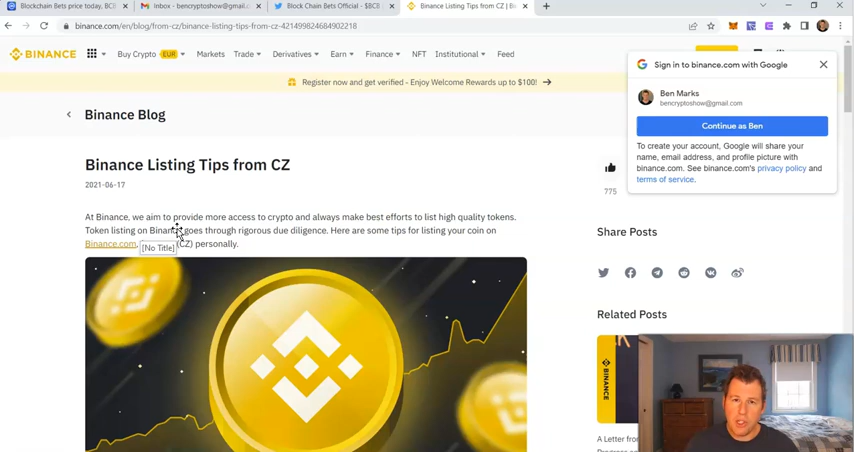 Blockchain Bets price today, BCI
Inbox - bencryptoshow@gmail.c
Block Chain Bets Official - $BCE
Binance Listing Tips from CZ | B
binance.com/en/blog/from-cz/binance-listing-tips-from-cz-421499824684902218
BINANCE
Buy Crypto EUR
Markets
Trade
Derivatives
Earn
Finance
NFT
Institutional
Feed
Register now and get verified - Enjoy Welcome Rewards up to $100!
Sign in to binance.com with Google
Ben Marks
bencryptoshow@gmail.com
Continue as Ben
To create your account, Google will share your
name, email address, and profile picture with
binance.com. See binance.com's privacy policy and
terms of service.
Binance Blog
Binance Listing Tips from CZ
2021-06-17
775
At Binance, we aim to provide more access to crypto and always make best efforts to list high quality tokens.
Token listing on Binance goes through rigorous due diligence. Here are some tips for listing your coin on
Binance.com, (CZ) personally.
[No Title]
Share Posts
Related Posts
BINANCE
A Letter from